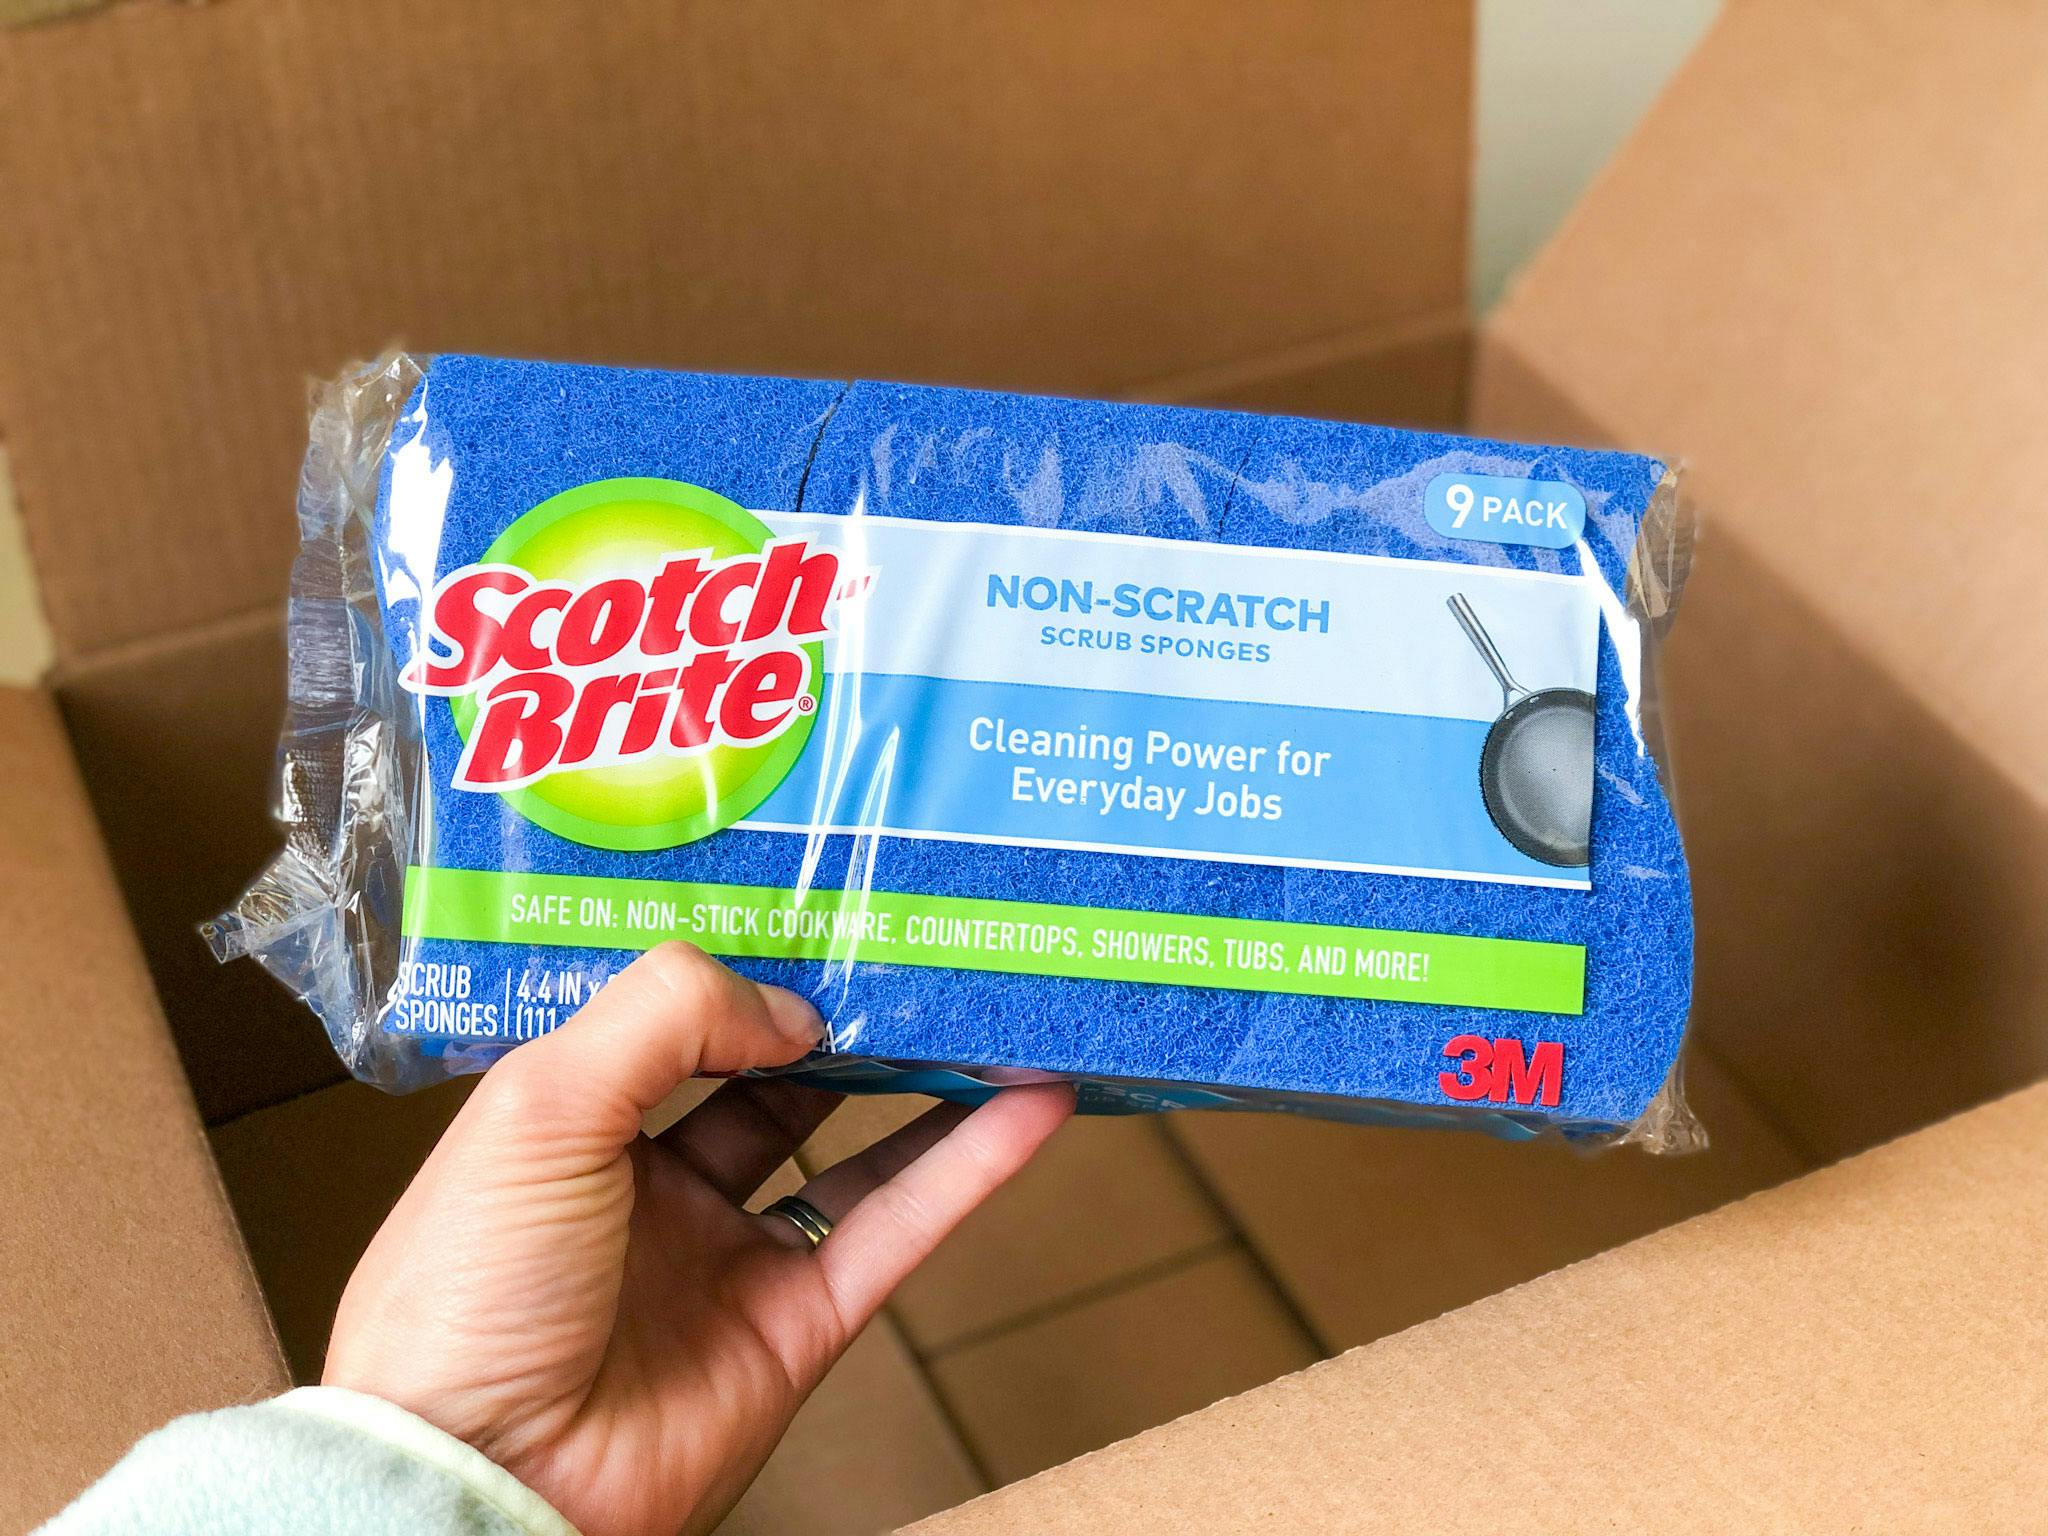 9 PACK
Scotch-
Brite®
NON-SCRATCH
SCRUB SPONGES
Cleaning Power for
Everyday Jobs
SAFE ON: NON-STICK COOKWARE, COUNTERTOPS, SHOWERS, TUBS, AND MORE!
SCRUB
SPONGES
4.4 IN x
(111
3M